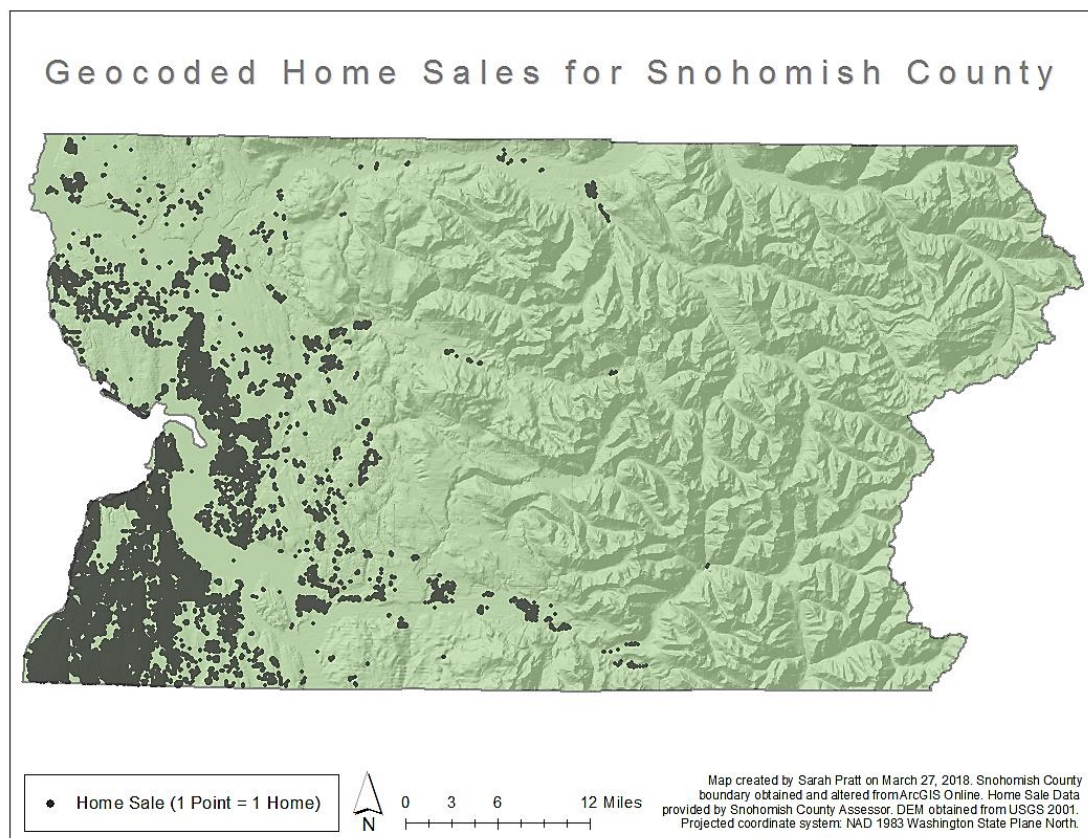 Geocoded Home Sales for Snohomish County
Home Sale (1 Point = 1 Home)
N
0 3 6 12 Miles
Map created by Sarah Pratt on March 27, 2018. Snohomish County
boundary obtained and altered from ArcGIS Online. Home Sale Data
provided by Snohomish County Assessor. DEM obtained from USGS 2001.
Projected coordinate system: NAD 1983 Washington State Plane North.